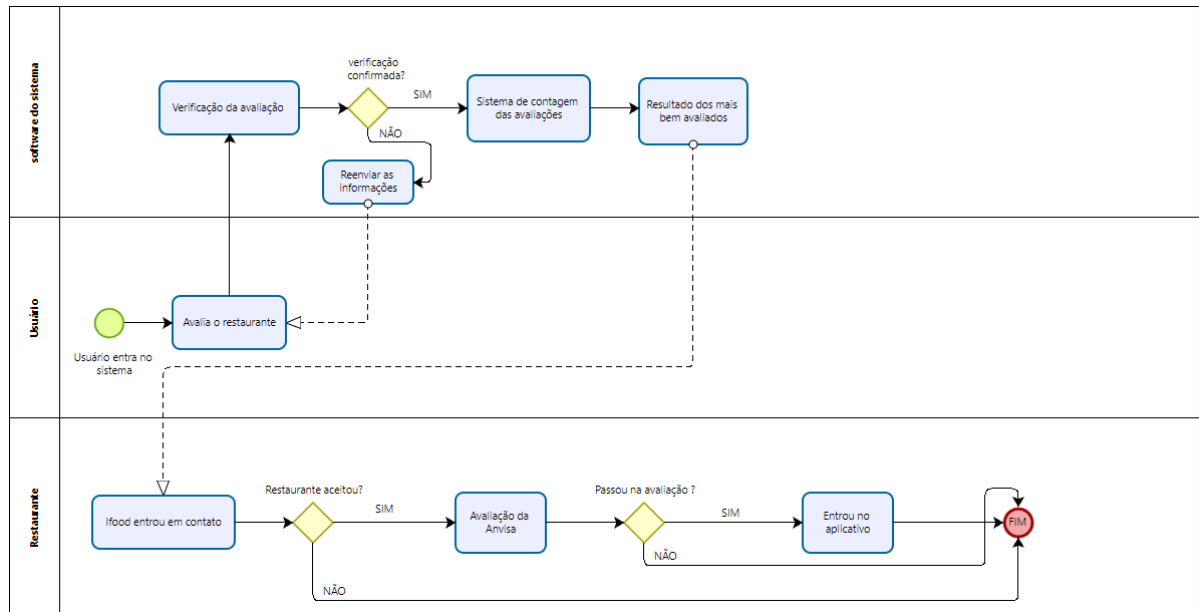 software do sistema
verificação
confirmada?
Verificação da avaliação
SIM
Sistema de contagem
das avaliações
Resultado dos mais
bem avaliados
NÃO
Reenviar as
informações
Usuário
Avalia o restaurante
Usuário entra no
sistema
Restaurante
Restaurante aceitou?
Passou na avaliação ?
Ifood entrou em contato
SIM
Avaliação da
Anvisa
SIM
Entrou no
aplicativo
FIM
NÃO
NÃO